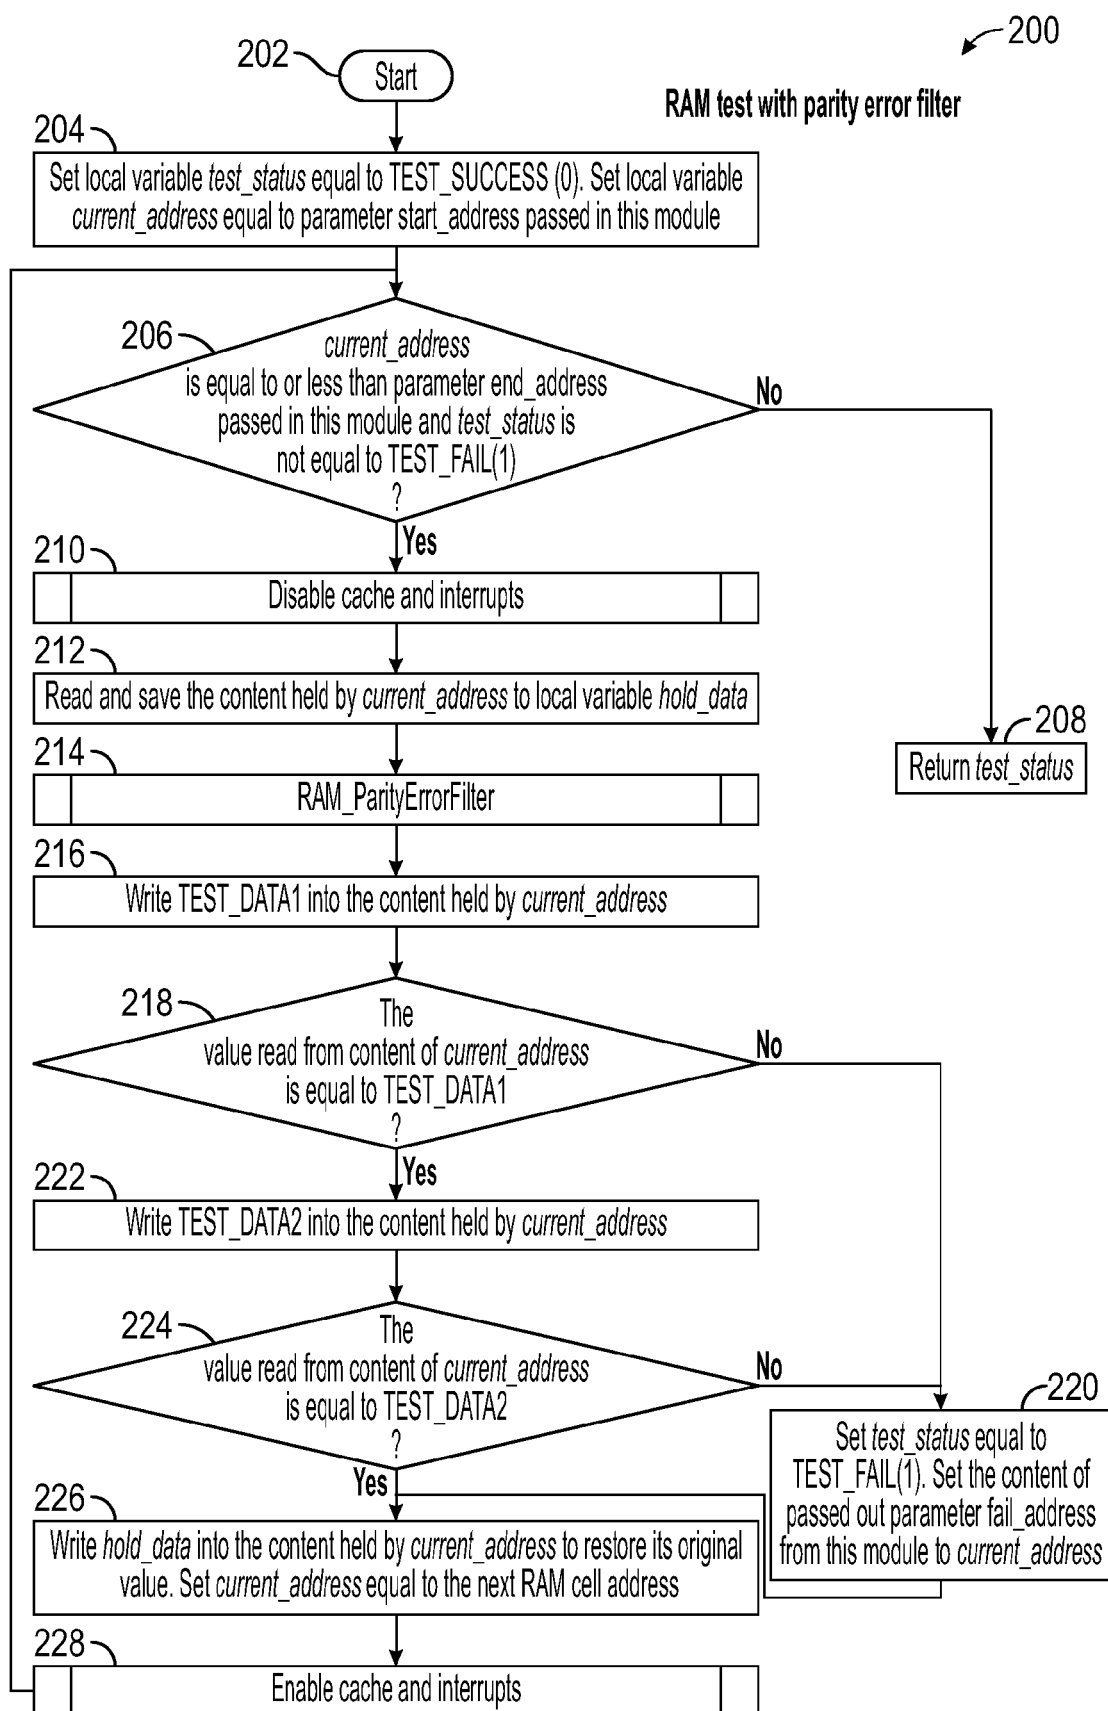 200
202
Start
RAM test with parity error filter
204
Set local variable test_status equal to TEST_SUCCESS (0). Set local variable
current_address equal to parameter start_address passed in this module
206
current_address
is equal to or less than parameter end_address
passed in this module and test_status is
not equal to TEST_FAIL(1)
?
No
Yes
210
Disable cache and interrupts
212
Read and save the content held by current_address to local variable hold_data
208
Return test_status
214
RAM_ParityErrorFilter
216
Write TEST_DATA1 into the content held by current_address
218
The
value read from content of current_address
is equal to TEST_DATA1
?
No
Yes
222
Write TEST_DATA2 into the content held by current_address
224
The
value read from content of current_address
is equal to TEST_DATA2
?
No
Yes
220
Set test_status equal to
TEST_FAIL(1). Set the content of
passed out parameter fail_address
from this module to current_address
226
Write hold_data into the content held by current_address to restore its original
value. Set current_address equal to the next RAM cell address
228
Enable cache and interrupts